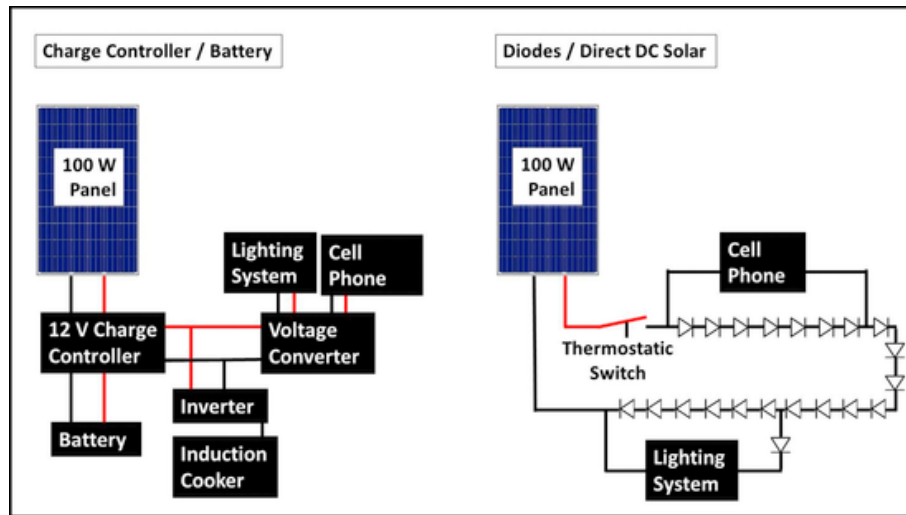 Charge Controller / Battery
Diodes / Direct DC Solar
100 W
Panel
Lighting
System
Cell
Phone
12 V Charge
Controller
Voltage
Converter
Inverter
Battery
Induction
Cooker
100 W
Panel
Cell
Phone
Thermostatic
Switch
Lighting
System